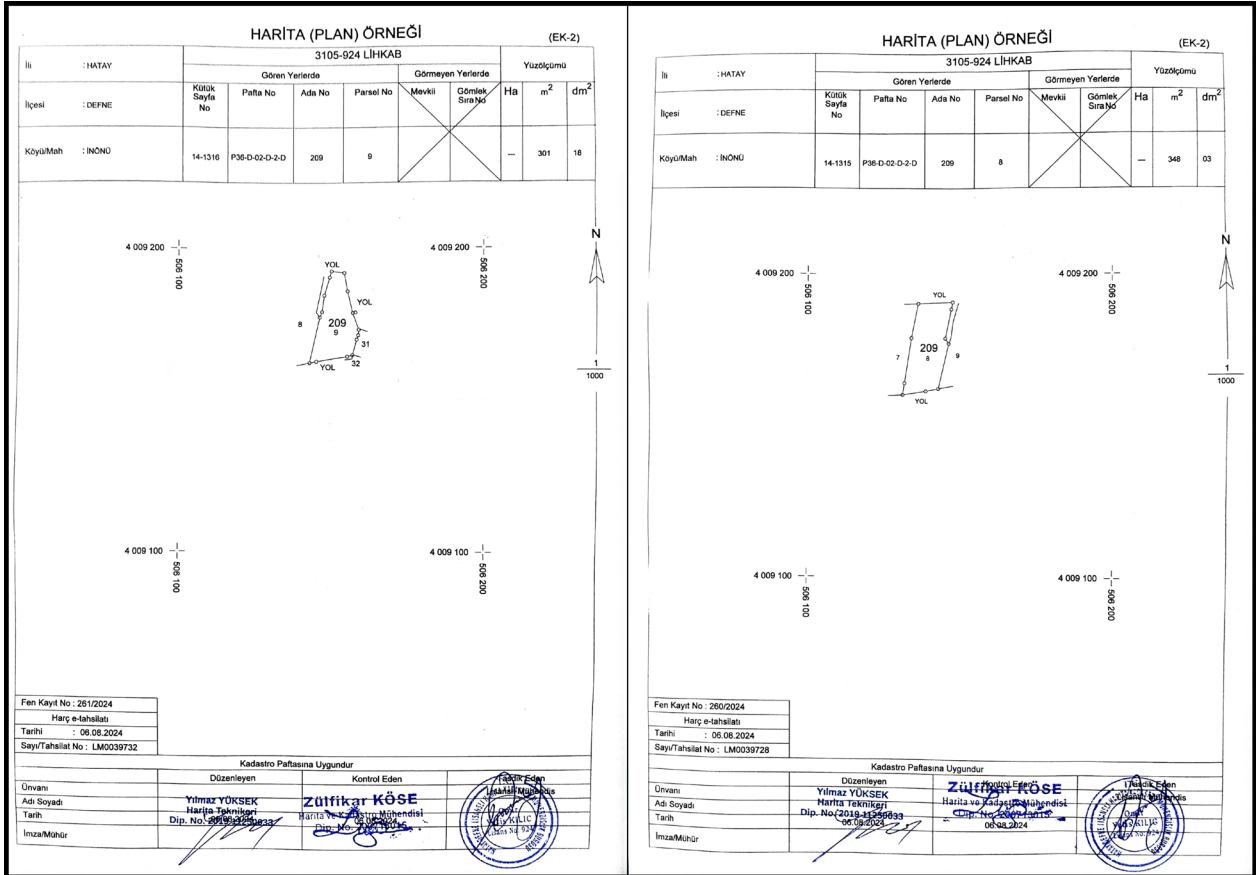 HARİTA (PLAN) ÖRNEĞİ
(EK-2)
İli : HATAY
3105-924 LİHKAB
Gören Yerlerde
Görmeyen Yerlerde
Yüzölçümü
İlçesi : DEFNE
Kütük Sayfa No
Pafta No
Ada No
Parsel No
Mevkii
Gömlek Sıra No
Ha
m²
dm²
Köyü/Mah : İNÖNÜ
14-1316
P36-D-02-D-2-D
209
9
—
301
18
N
4 009 200
506 100
4 009 200
506 200
YOL
YOL
8
209
9
31
32
YOL
1
1000
4 009 100
506 100
4 009 100
506 200
Fen Kayıt No : 261/2024
Harç e-tahsilatı
Tarihi : 06.08.2024
Sayı/Tahsilat No : LM0039732
Kadastro Paftasına Uygundur
Düzenleyen
Kontrol Eden
Tasdik Eden
Ünvanı
Adı Soyadı
Tarih
İmza/Mühür
Yılmaz YÜKSEK
Harita Teknikeri
Zülfikar KÖSE
Harita ve Kadastro Mühendisi
HARİTA (PLAN) ÖRNEĞİ
(EK-2)
İli : HATAY
3105-924 LİHKAB
Gören Yerlerde
Görmeyen Yerlerde
Yüzölçümü
İlçesi : DEFNE
Kütük Sayfa No
Pafta No
Ada No
Parsel No
Mevkii
Gömlek Sıra No
Ha
m²
dm²
Köyü/Mah : İNÖNÜ
14-1315
P36-D-02-D-2-D
209
8
—
348
03
N
4 009 200
506 100
4 009 200
506 200
YOL
7
209
8
9
YOL
1
1000
4 009 100
506 100
4 009 100
506 200
Fen Kayıt No : 260/2024
Harç e-tahsilatı
Tarihi : 06.08.2024
Sayı/Tahsilat No : LM0039728
Kadastro Paftasına Uygundur
Düzenleyen
Kontrol Eden
Tasdik Eden
Ünvanı
Adı Soyadı
Tarih
İmza/Mühür
Yılmaz YÜKSEK
Harita Teknikeri
06.08.2024
Zülfikar KÖSE
Harita ve Kadastro Mühendisi
06.08.2024